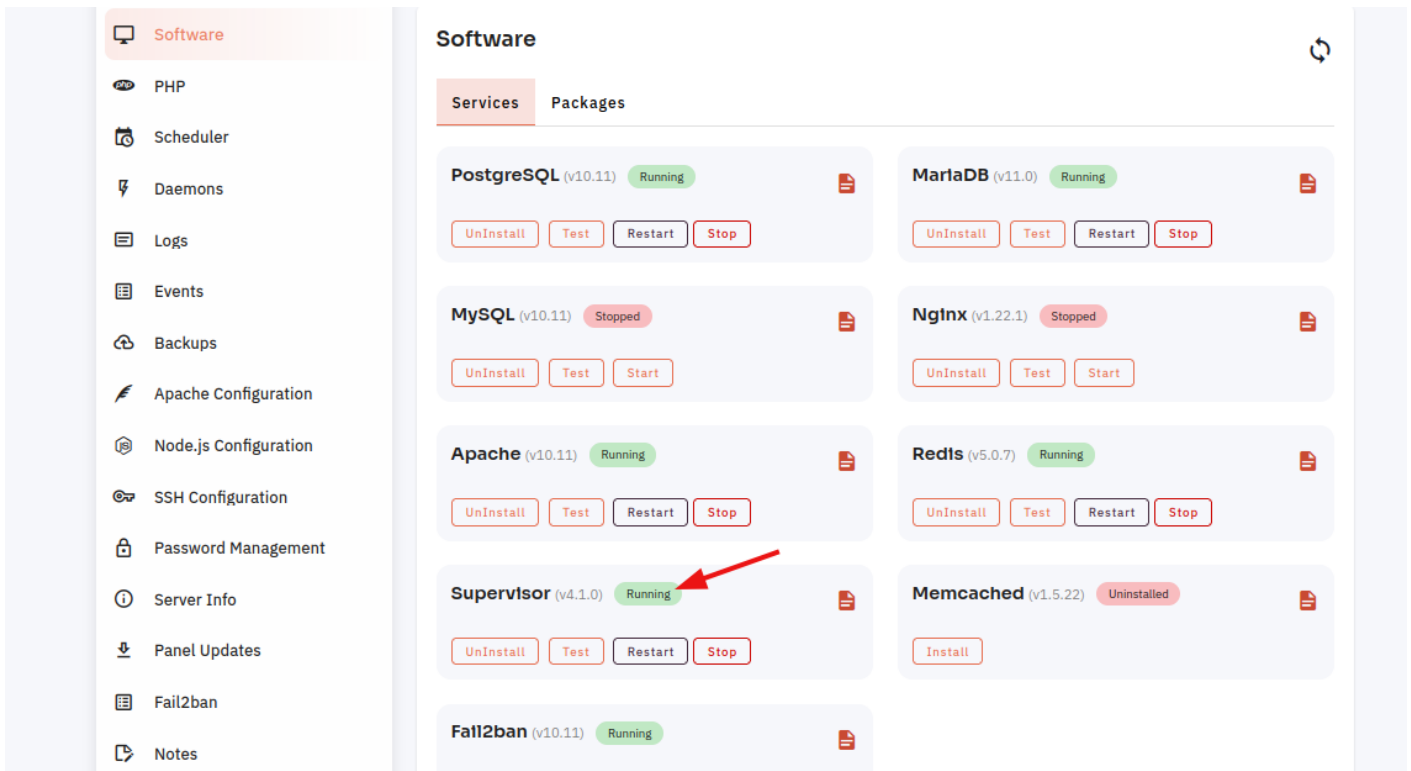 Software
PHP
Scheduler
Daemons
Logs
Events
Backups
Apache Configuration
Node.js Configuration
SSH Configuration
Password Management
Server Info
Panel Updates
Fail2ban
Notes
Software
Services Packages
PostgreSQL (v10.11) Running
UnInstall Test Restart Stop
MariaDB (v11.0) Running
UnInstall Test Restart Stop
MySQL (v10.11) Stopped
UnInstall Test Start
Nginx (v1.22.1) Stopped
UnInstall Test Start
Apache (v10.11) Running
UnInstall Test Restart Stop
Redis (v5.0.7) Running
UnInstall Test Restart Stop
Supervisor (v4.1.0) Running
UnInstall Test Restart Stop
Memcached (v1.5.22) Uninstalled
Install
Fail2ban (v10.11) Running